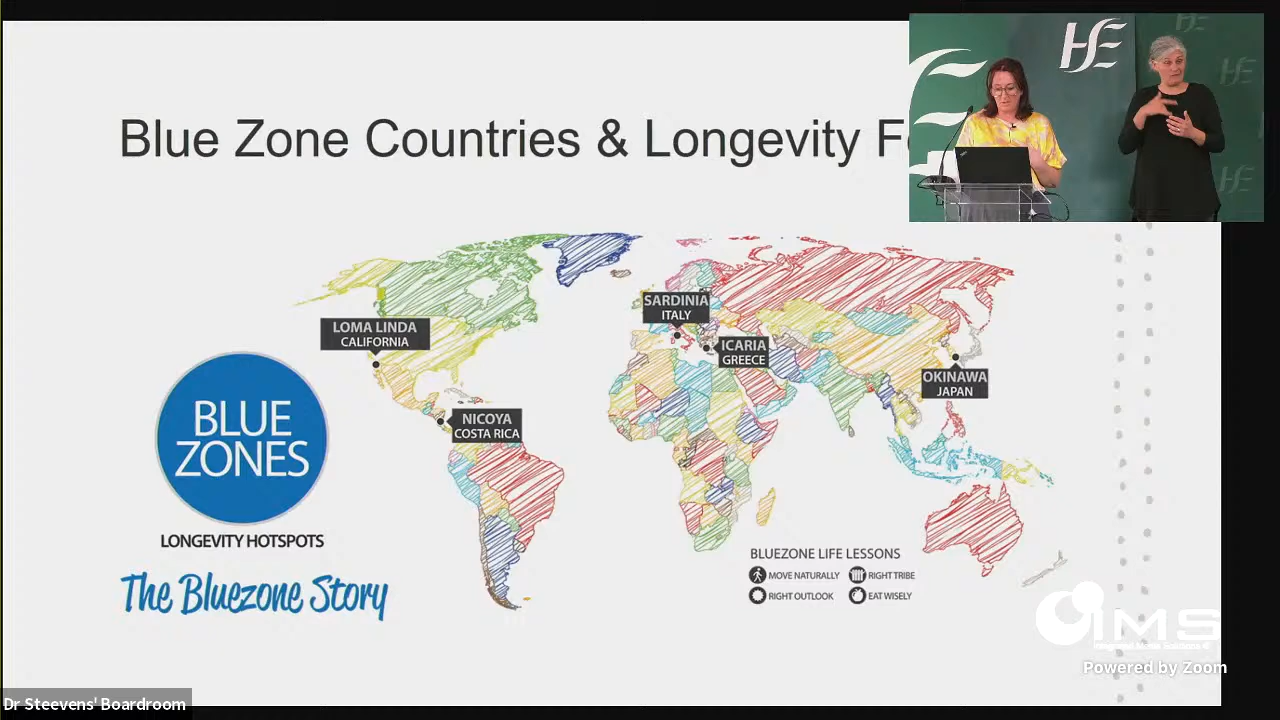 Blue Zone Countries & Longevity
HSE
LOMA LINDA
CALIFORNIA
SARDINIA
ITALY
ICARIA
GREECE
OKINAWA
JAPAN
NICOYA
COSTA RICA
BLUE
ZONES
LONGEVITY HOTSPOTS
The Bluezone Story
BLUEZONE LIFE LESSONS
MOVE NATURALLY
RIGHT TRIBE
RIGHT OUTLOOK
EAT WISELY
IMS
Powered by Zoom
Dr Steevens' Boardroom